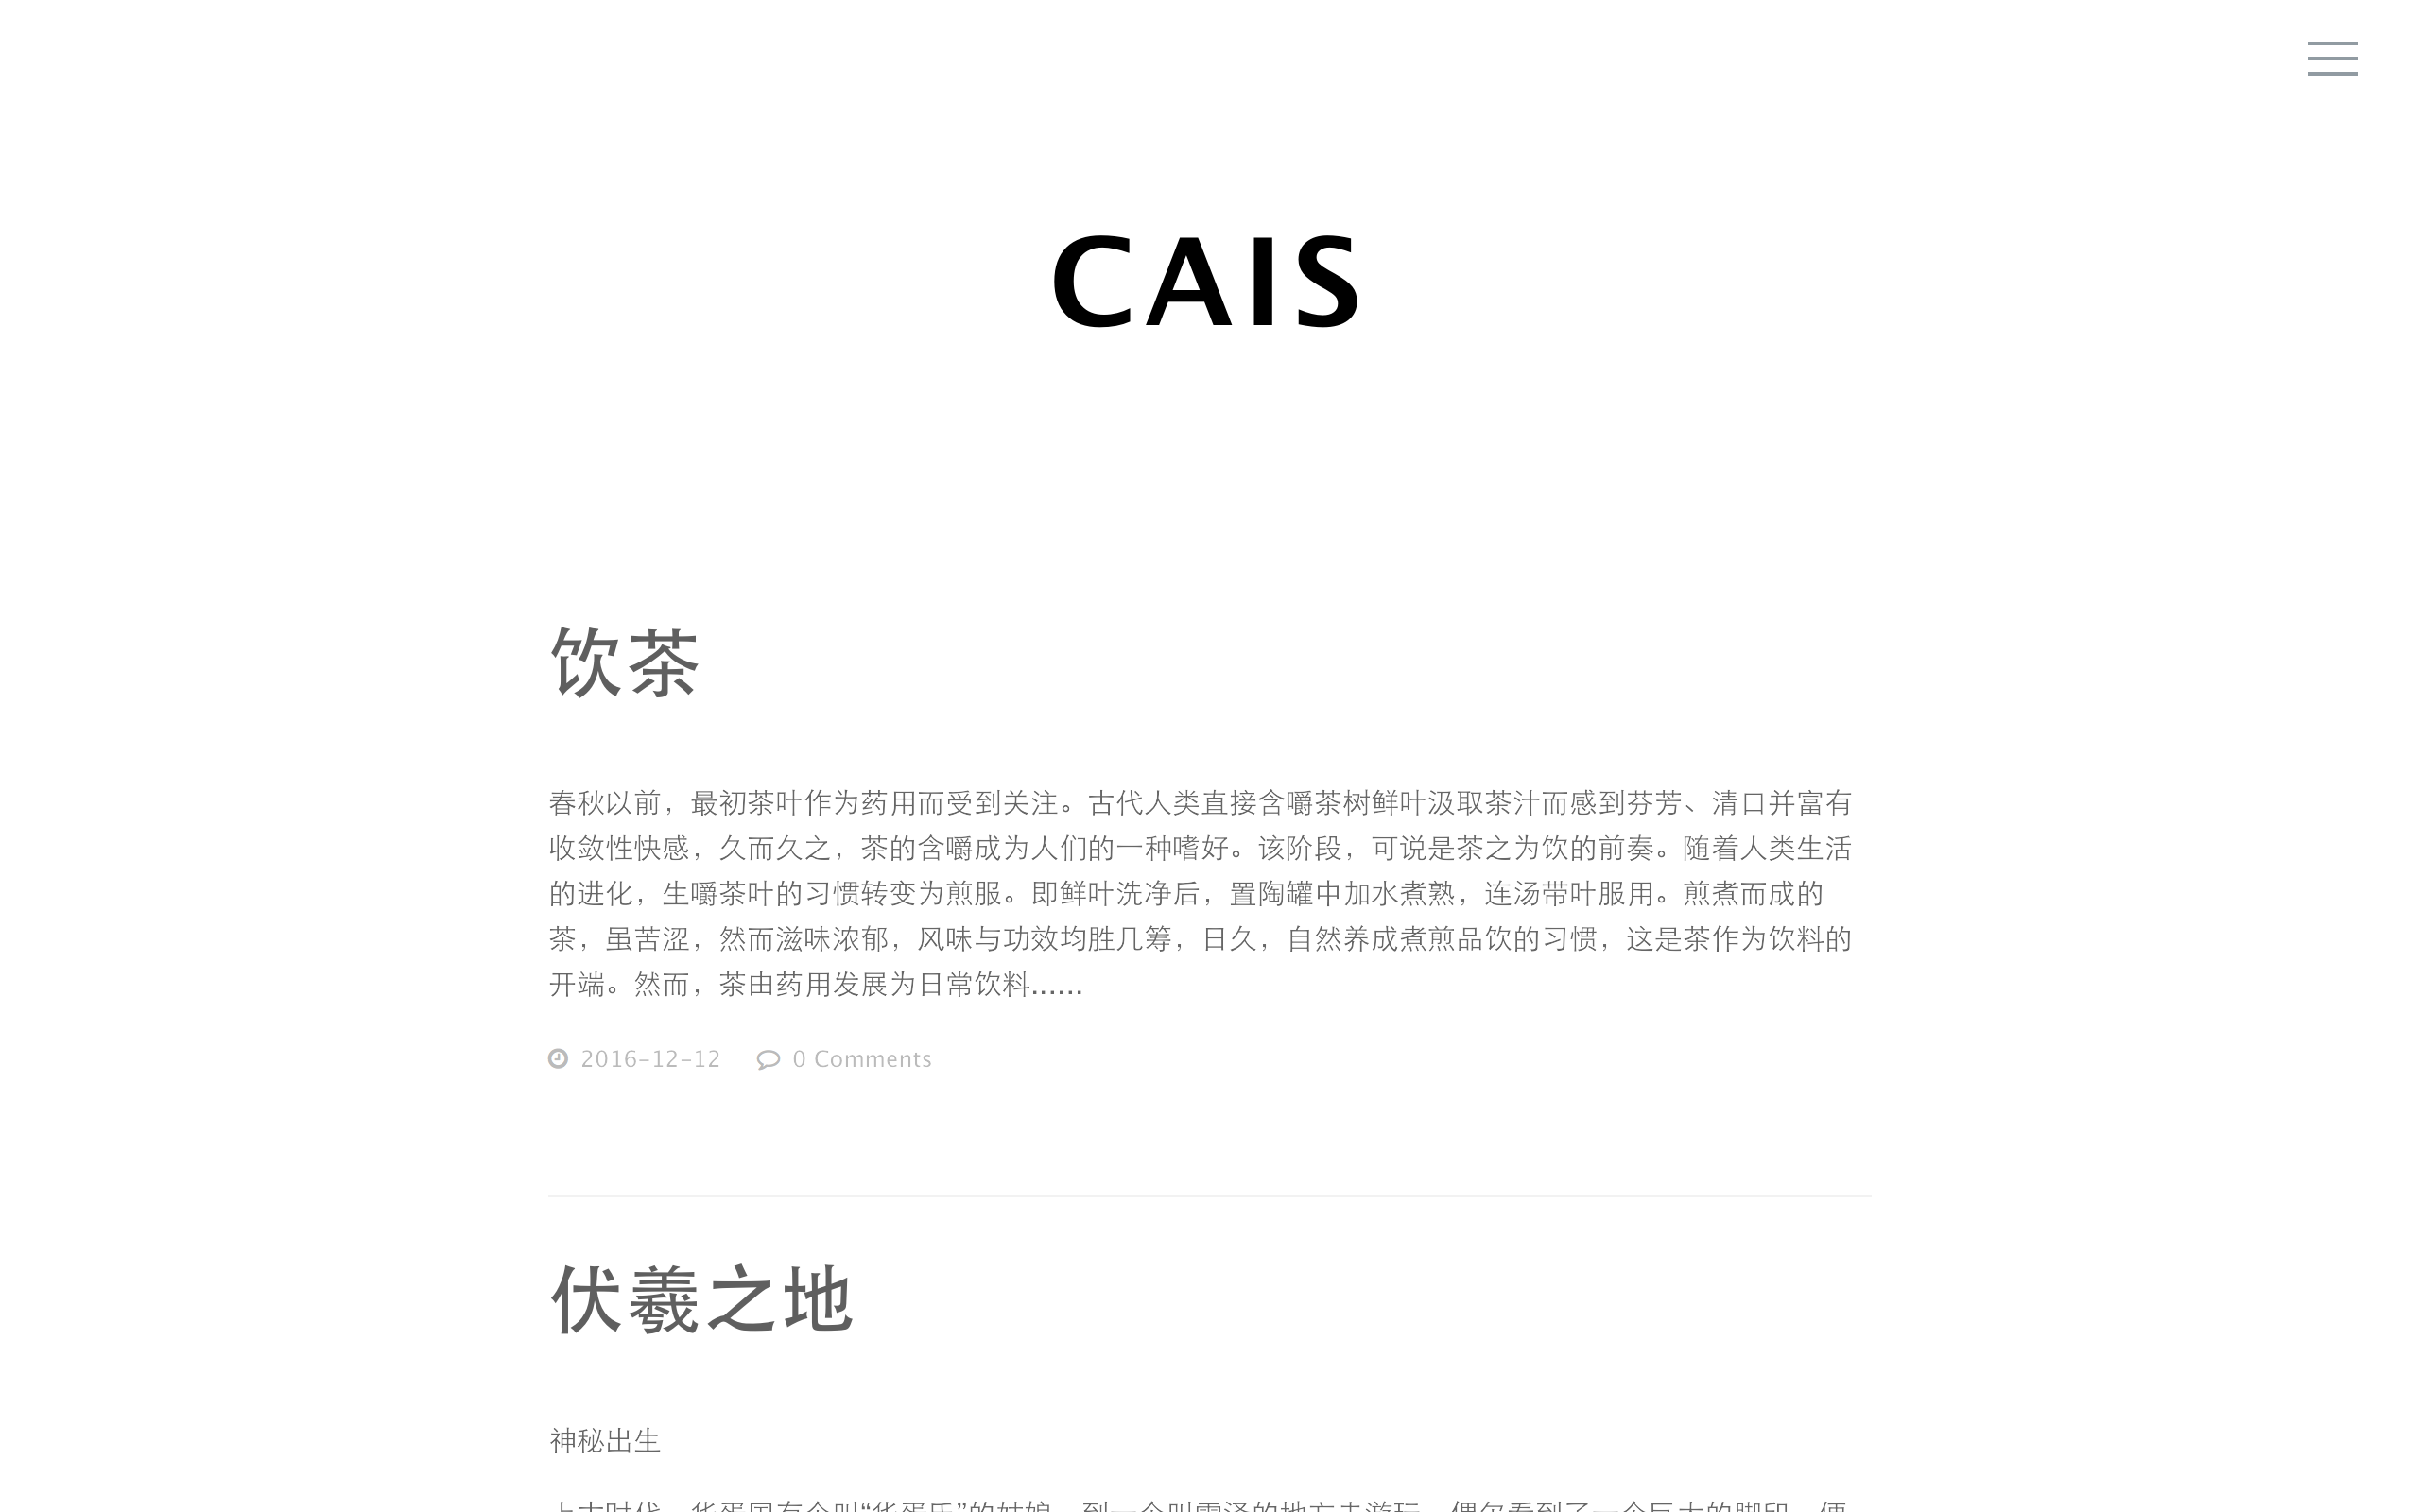 CAIS
饮茶
春秋以前，最初茶叶作为药用而受到关注。古代人类直接含嚼茶树鲜叶汲取茶汁而感到芬芳、清口并富有
收敛性快感，久而久之，茶的含嚼成为人们的一种嗜好。该阶段，可说是茶之为饮的前奏。随着人类生活
的进化，生嚼茶叶的习惯转变为煎服。即鲜叶洗净后，置陶罐中加水煮熟，连汤带叶服用。煎煮而成的
茶，虽苦涩，然而滋味浓郁，风味与功效均胜几筹，日久，自然养成煮煎品饮的习惯，这是茶作为饮料的
开端。然而，茶由药用发展为日常饮料......
2016-12-12 0 Comments
伏羲之地
神秘出生